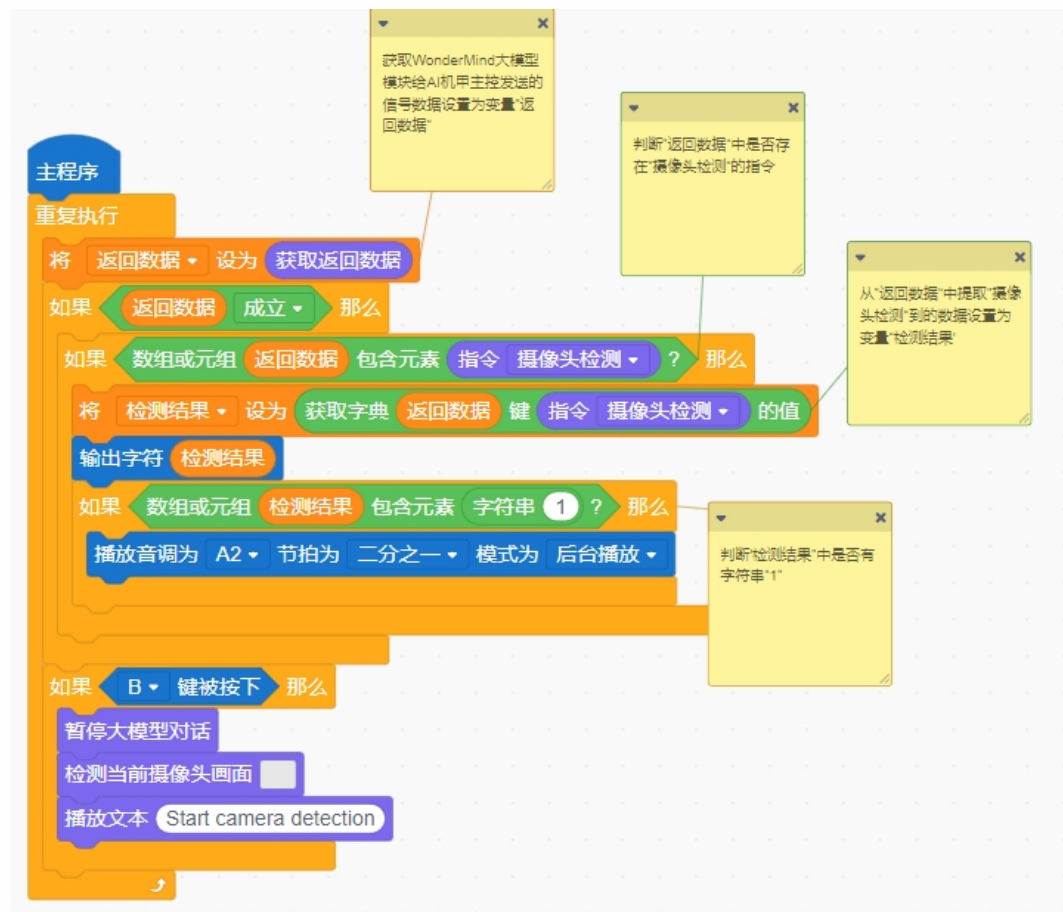 获取WonderMind大模型
模块给AI机甲主控发送的
信号数据设置为变量"返
回数据"
判断"返回数据"中是否存
在"摄像头检测"的指令
主程序
重复执行
将 返回数据 设为 获取返回数据
从"返回数据"中提取"摄像
头检测"到的数据设置为
变量"检测结果"
如果 返回数据 成立 那么
如果 数组或元组 返回数据 包含元素 指令 摄像头检测 ? 那么
将 检测结果 设为 获取字典 返回数据 键 指令 摄像头检测 的值
输出字符 检测结果
如果 数组或元组 检测结果 包含元素 字符串 1 ? 那么
判断"检测结果"中是否有
字符串"1"
播放音调为 A2 节拍为 二分之一 模式为 后台播放
如果 B 键被按下 那么
暂停大模型对话
检测当前摄像头画面
播放文本 Start camera detection